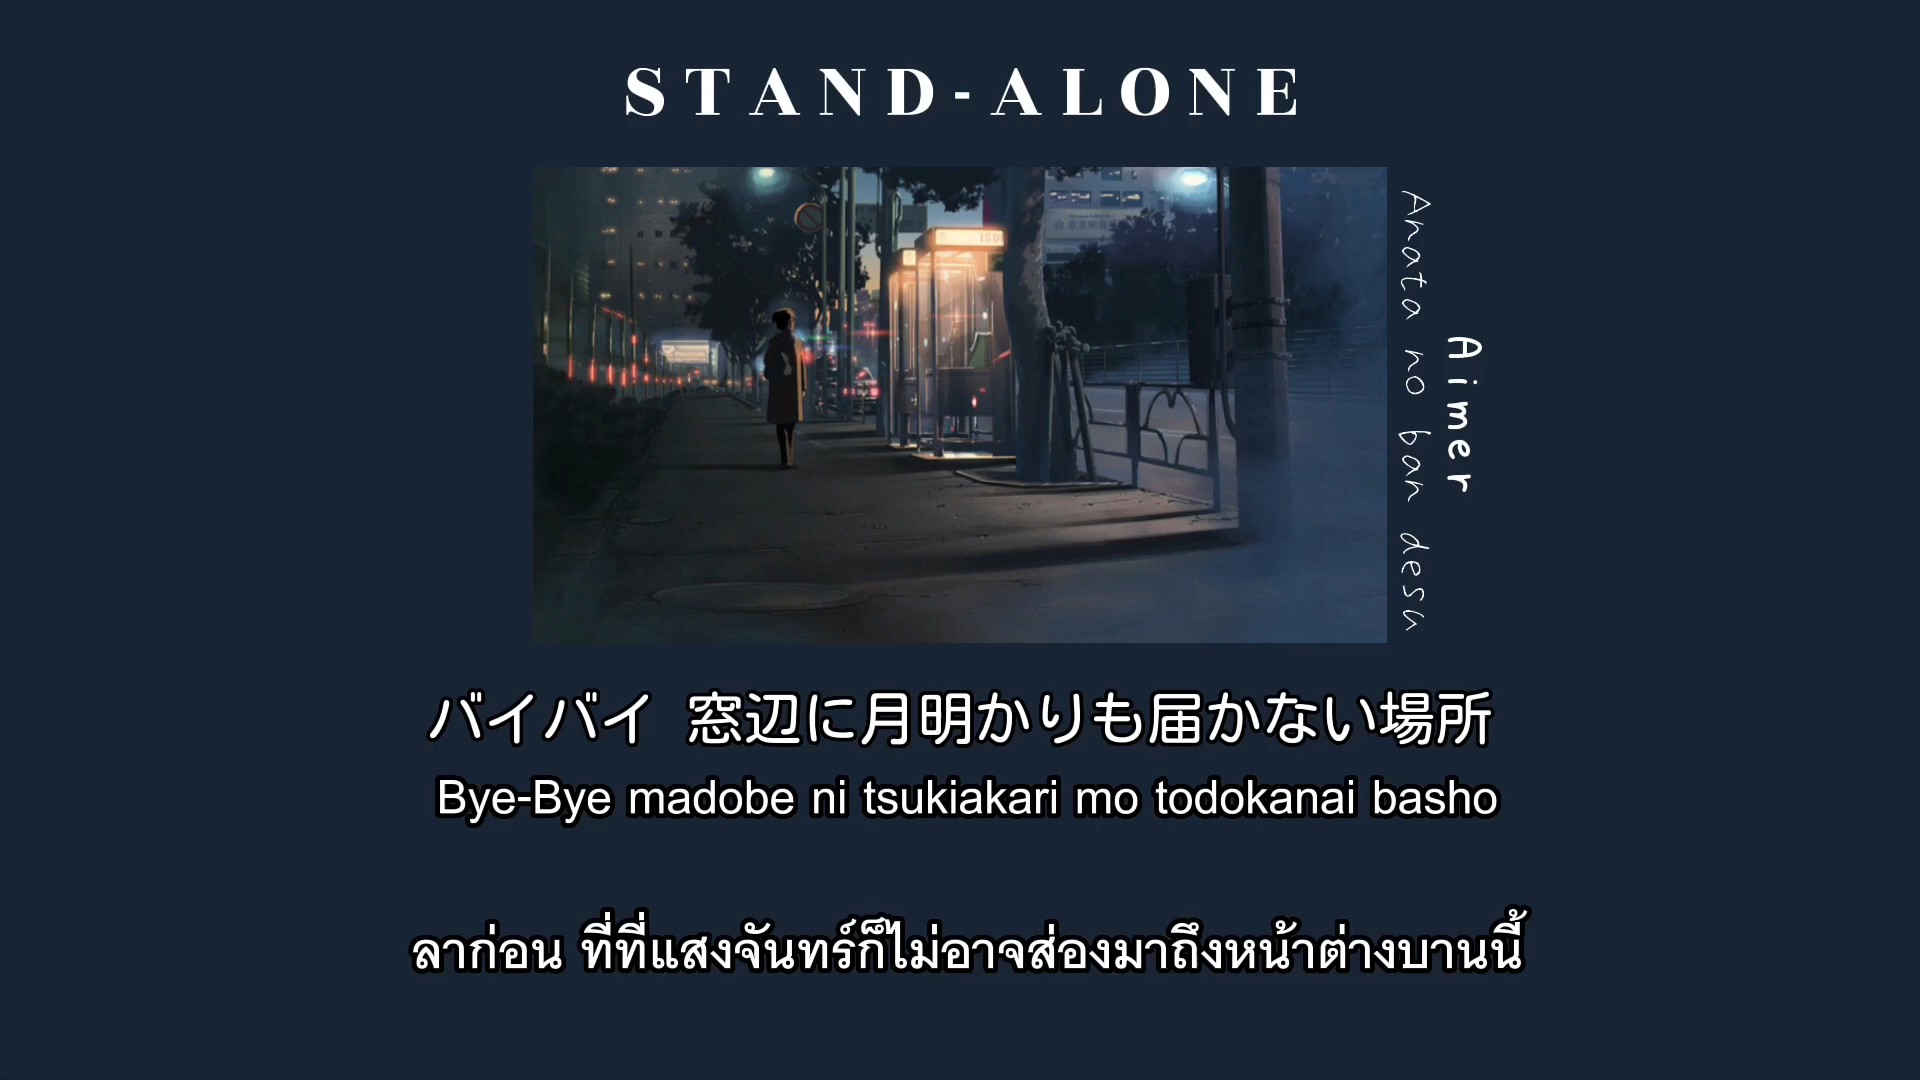 STAND-ALONE
ISD
Aimer
Anata no ban desu
バイバイ 窓辺に月明かりも届かない場所
Bye-Bye madobe ni tsukiakari mo todokanai basho
ลาก่อน ที่ที่แสงจันทร์ก็ไม่อาจส่องมาถึงหน้าต่างบานนี้